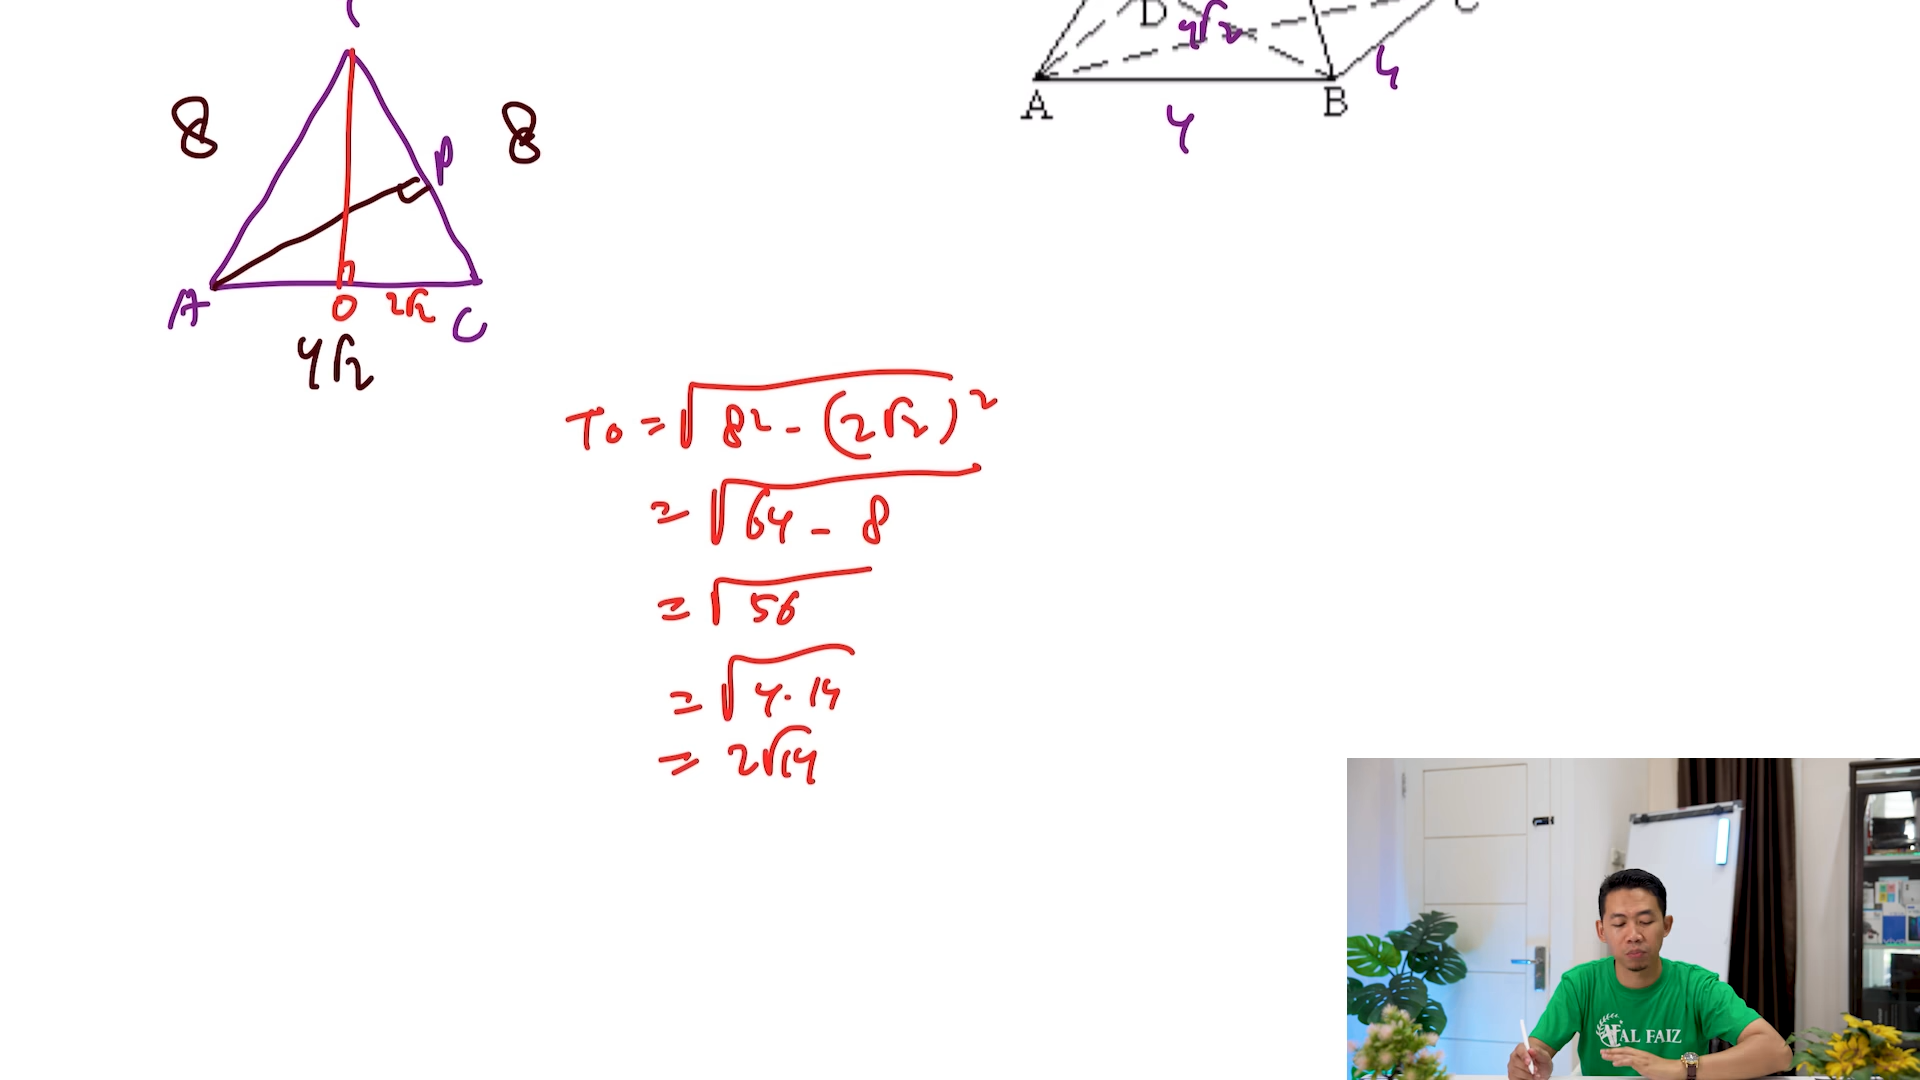 D
4√2
4
A
B
4
8
8
P
A
O
2√2
C
4√2
TO = √8² - (2√2)²
= √64 - 8
= √56
= √4.14
= 2√14
AL FAIZ